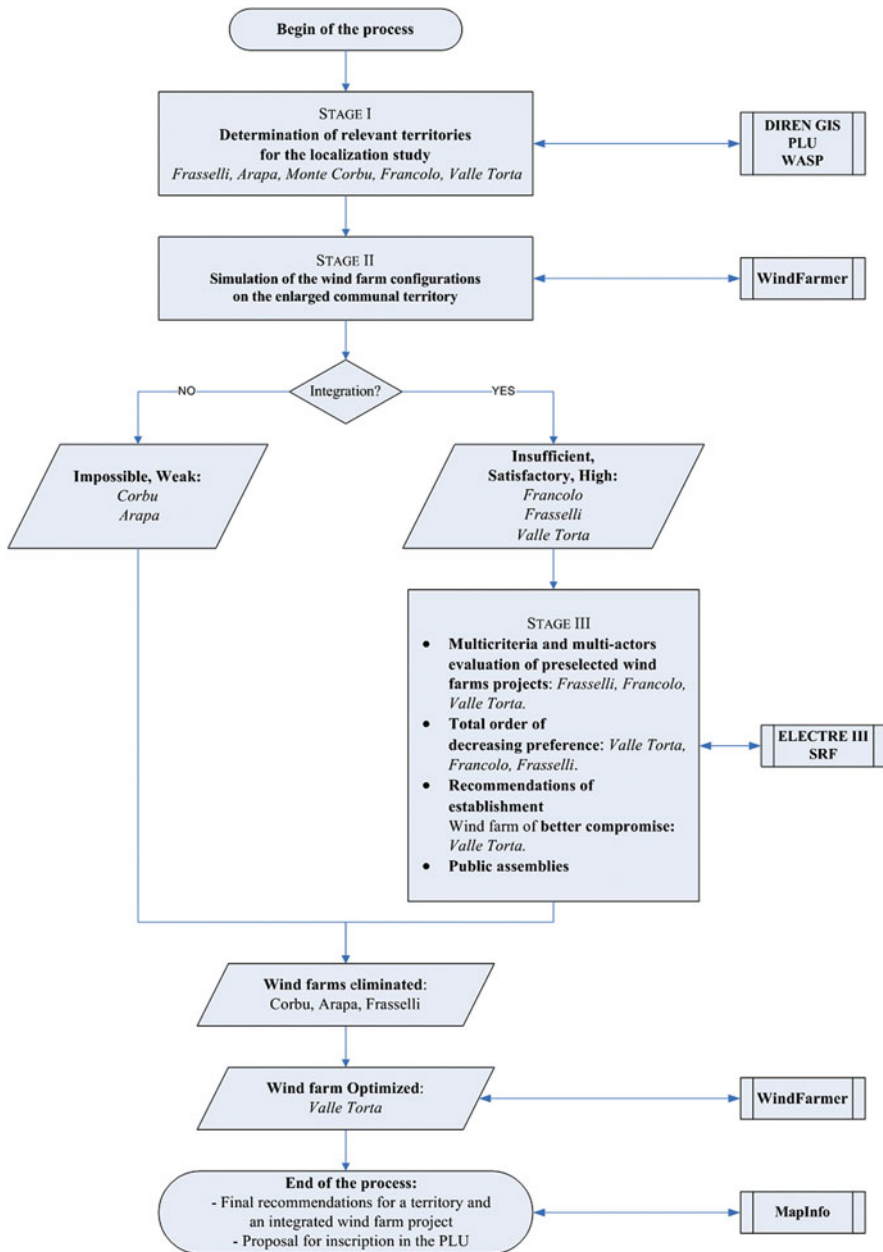 Begin of the process
STAGE I
Determination of relevant territories
for the localization study
Frasselli, Arapa, Monte Corbu, Francolo, Valle Torta
DIREN GIS
PLU
WASP
STAGE II
Simulation of the wind farm configurations
on the enlarged communal territory
WindFarmer
Integration?
NO
YES
Impossible, Weak:
Corbu
Arapa
Insufficient,
Satisfactory, High:
Francolo
Frasselli
Valle Torta
STAGE III
• Multicriteria and multi-actors
evaluation of preselected wind
farms projects: Frasselli, Francolo,
Valle Torta.
• Total order of
decreasing preference: Valle Torta,
Francolo, Frasselli.
• Recommendations of
establishment
Wind farm of better compromise:
Valle Torta.
• Public assemblies
ELECTRE III
SRF
Wind farms eliminated:
Corbu, Arapa, Frasselli
Wind farm Optimized:
Valle Torta
WindFarmer
End of the process:
- Final recommendations for a territory and
an integrated wind farm project
- Proposal for inscription in the PLU
MapInfo